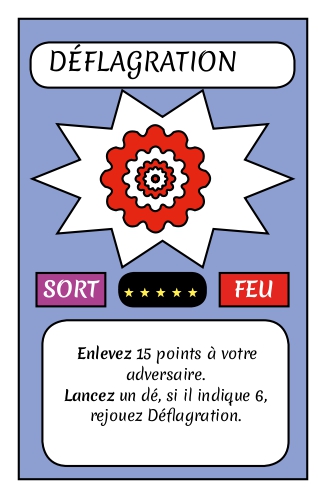 DÉFLAGRATION
SORT
FEU
Enlevez 15 points à votre
adversaire.
Lancez un dé, si il indique 6,
rejouez Déflagration.